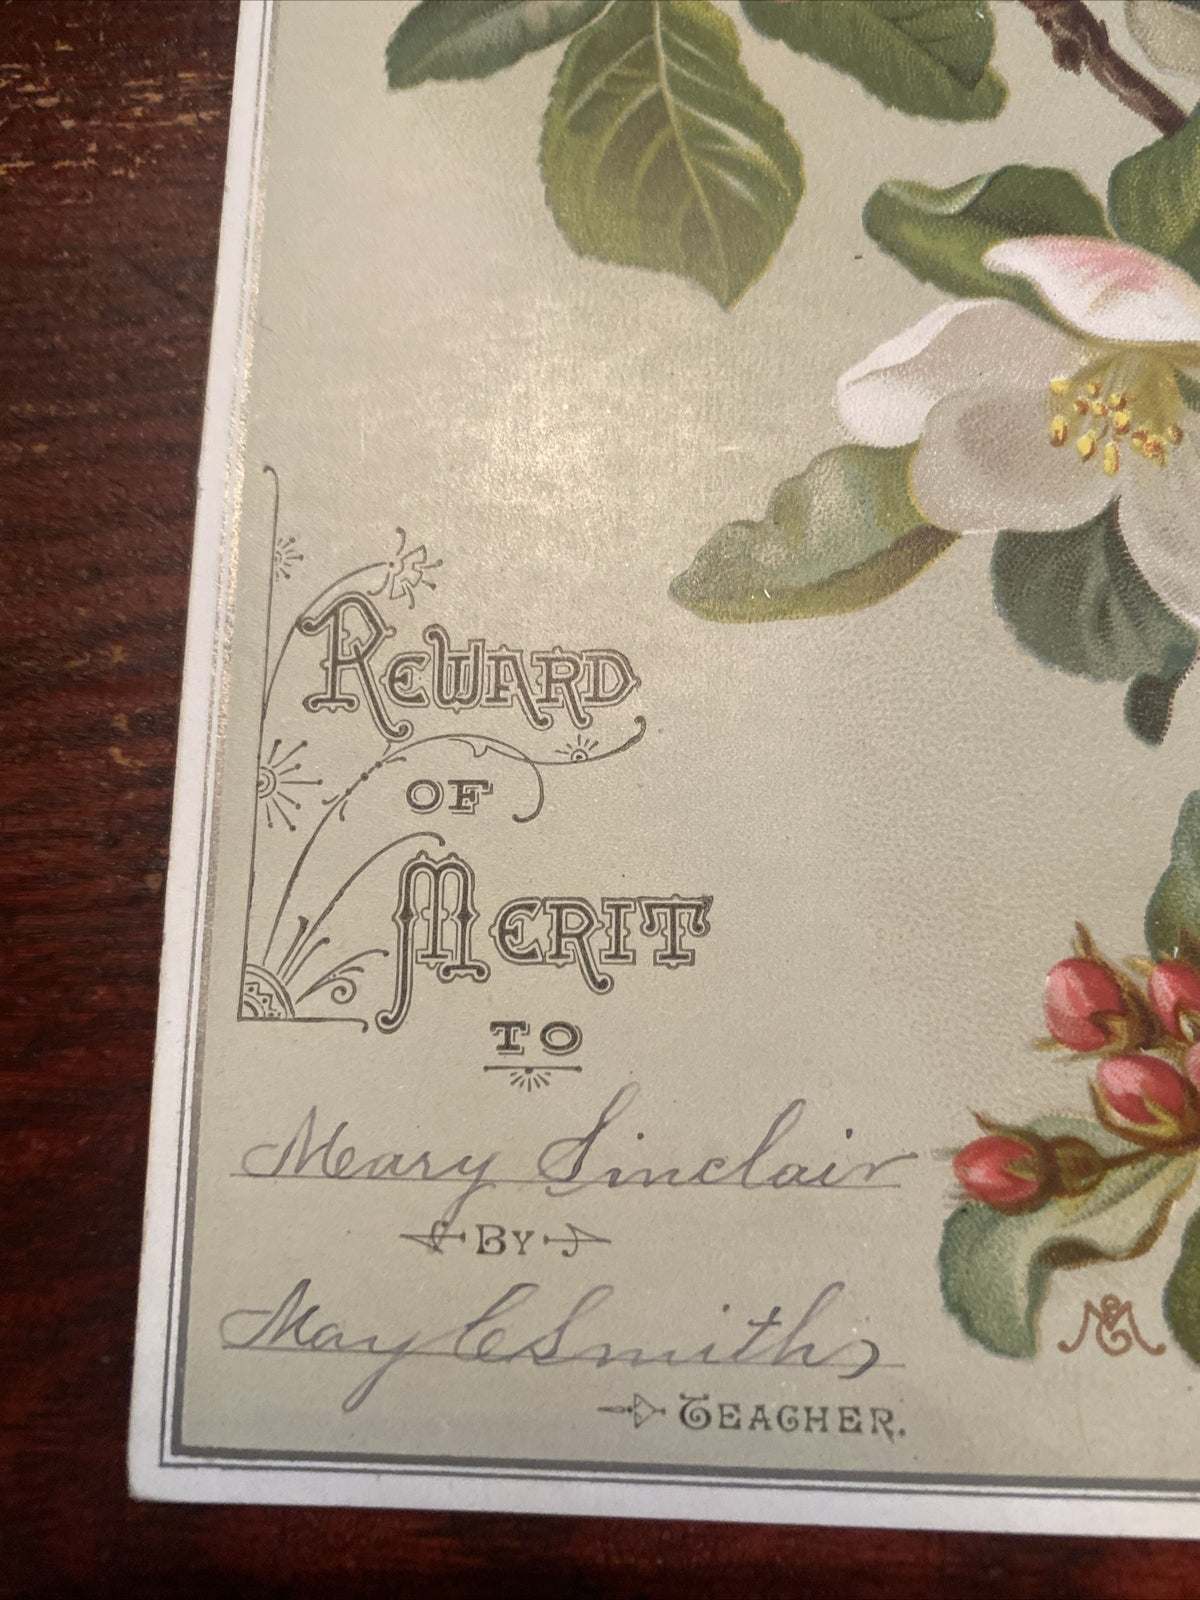 REWARD
OF
MERIT
TO
Mary Sinclair
BY
May C Smith
TEACHER.